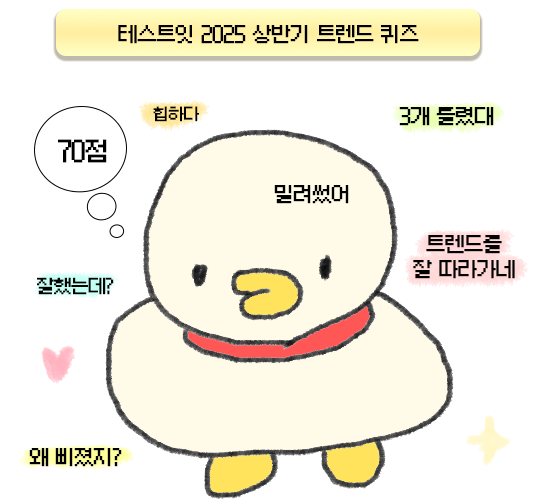 테스트잇 2025 상반기 트렌드 퀴즈
힙하다
3개 틀렸대
70점
밀려썼어
트렌드를
잘 따라가네
잘했는데?
왜 삐졌지?